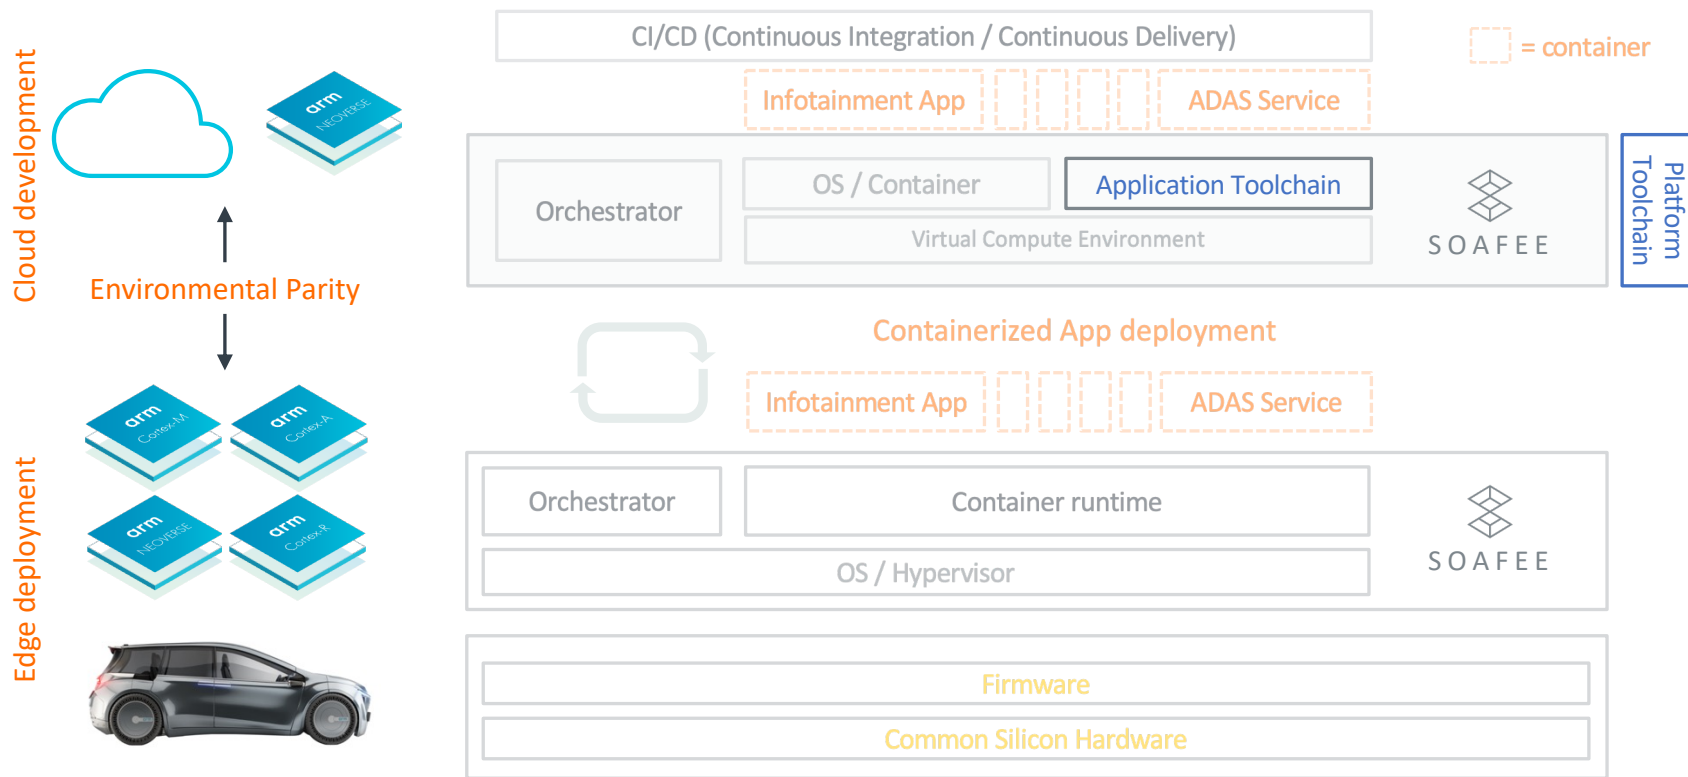 CI/CD (Continuous Integration / Continuous Delivery)
= container
Cloud development
arm
NEOVERSE
Infotainment App
ADAS Service
Orchestrator
OS / Container
Application Toolchain
Virtual Compute Environment
SOAFEE
Platform
Toolchain
Environmental Parity
Containerized App deployment
Infotainment App
ADAS Service
Edge deployment
arm
Cortex-M
arm
Cortex-A
arm
NEOVERSE
arm
Cortex-R
Orchestrator
Container runtime
OS / Hypervisor
SOAFEE
Firmware
Common Silicon Hardware